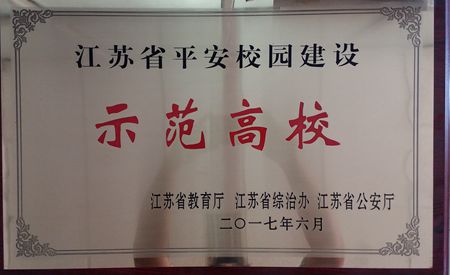 江苏省平安校园建设
示范高校
江苏省教育厅 江苏省综治办 江苏省公安厅
二〇一七年六月